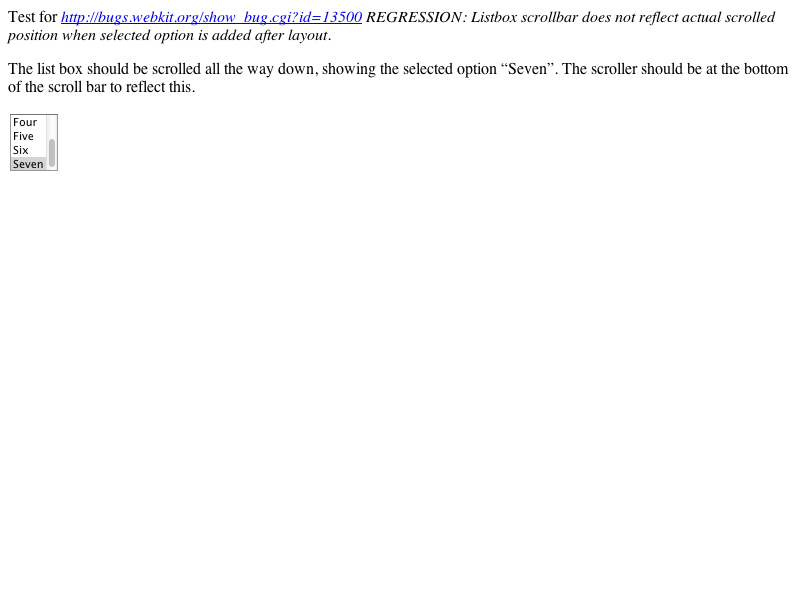 Test for http://bugs.webkit.org/show_bug.cgi?id=13500 REGRESSION: Listbox scrollbar does not reflect actual scrolled
position when selected option is added after layout.
The list box should be scrolled all the way down, showing the selected option “Seven”. The scroller should be at the bottom
of the scroll bar to reflect this.
Four
Five
Six
Seven